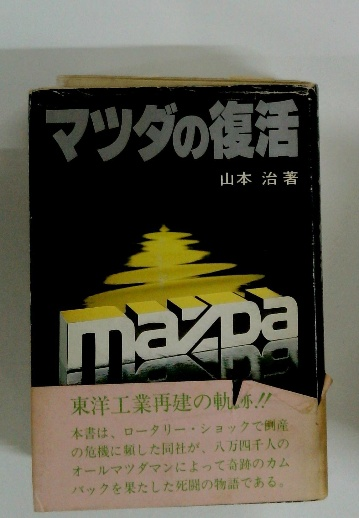 マツダの復活
山本 治 著
mazda
東洋工業再建の軌跡!!
本書は、ロータリー・ショックで倒産
の危機に瀕した同社が、八万四千人の
オールマツダマンによって奇跡のカム
バックを果たした死闘の物語である。